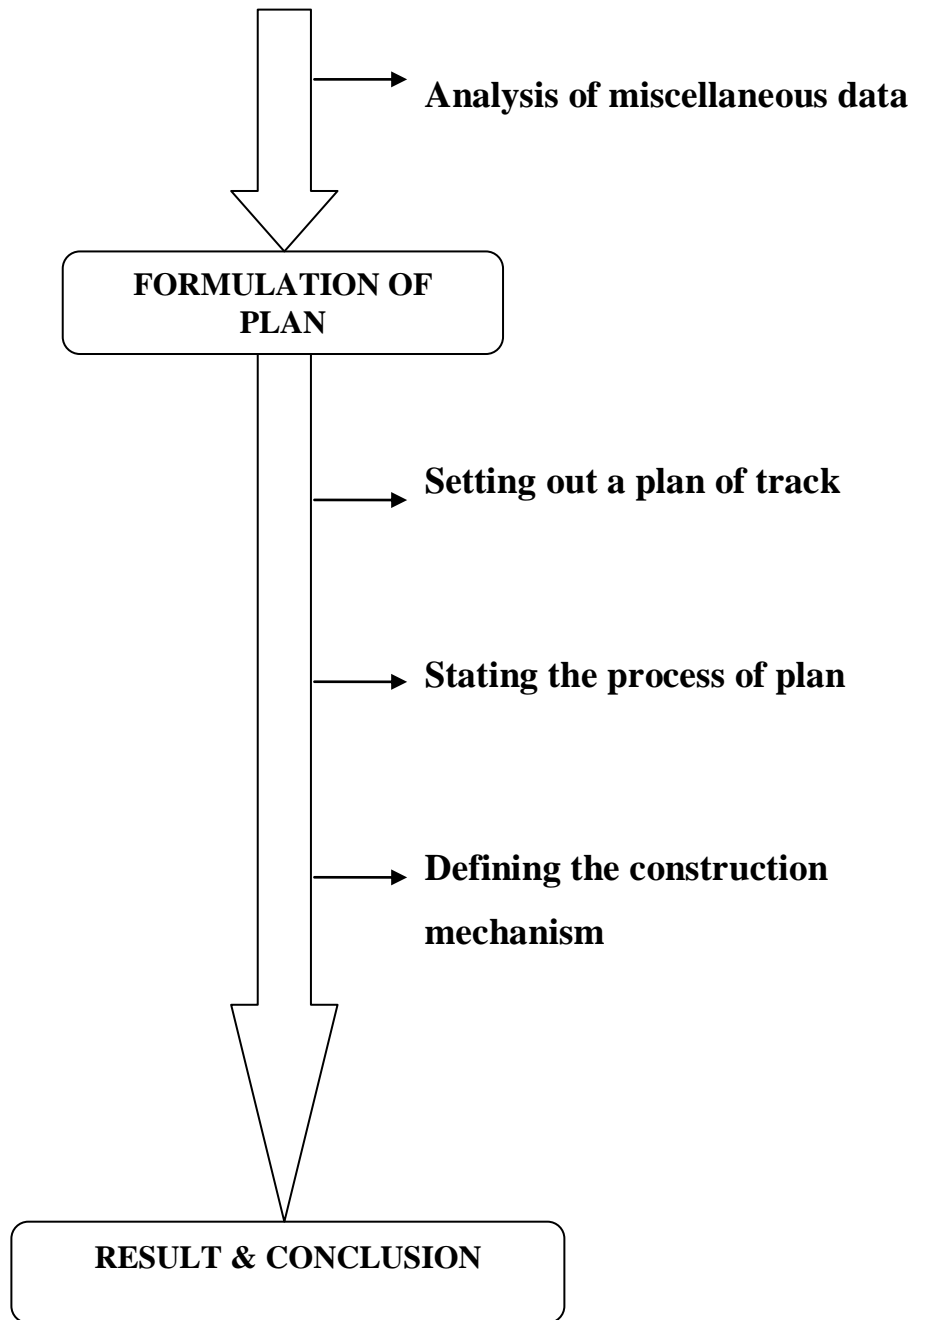 Analysis of miscellaneous data
FORMULATION OF
PLAN
Setting out a plan of track
Stating the process of plan
Defining the construction
mechanism
RESULT & CONCLUSION